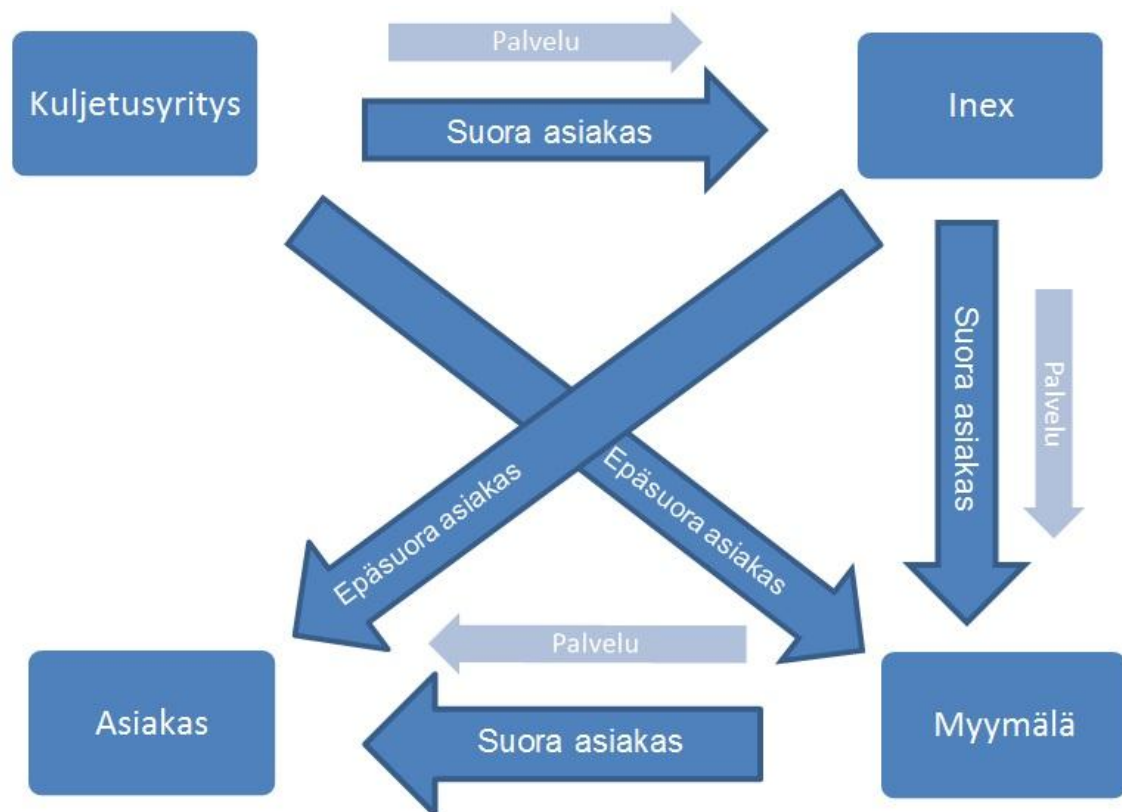 Palvelu
Kuljetusyritys
Suora asiakas
Inex
Suora asiakas
Palvelu
Epäsuora asiakas
Epäsuora asiakas
Palvelu
Asiakas
Suora asiakas
Myymälä